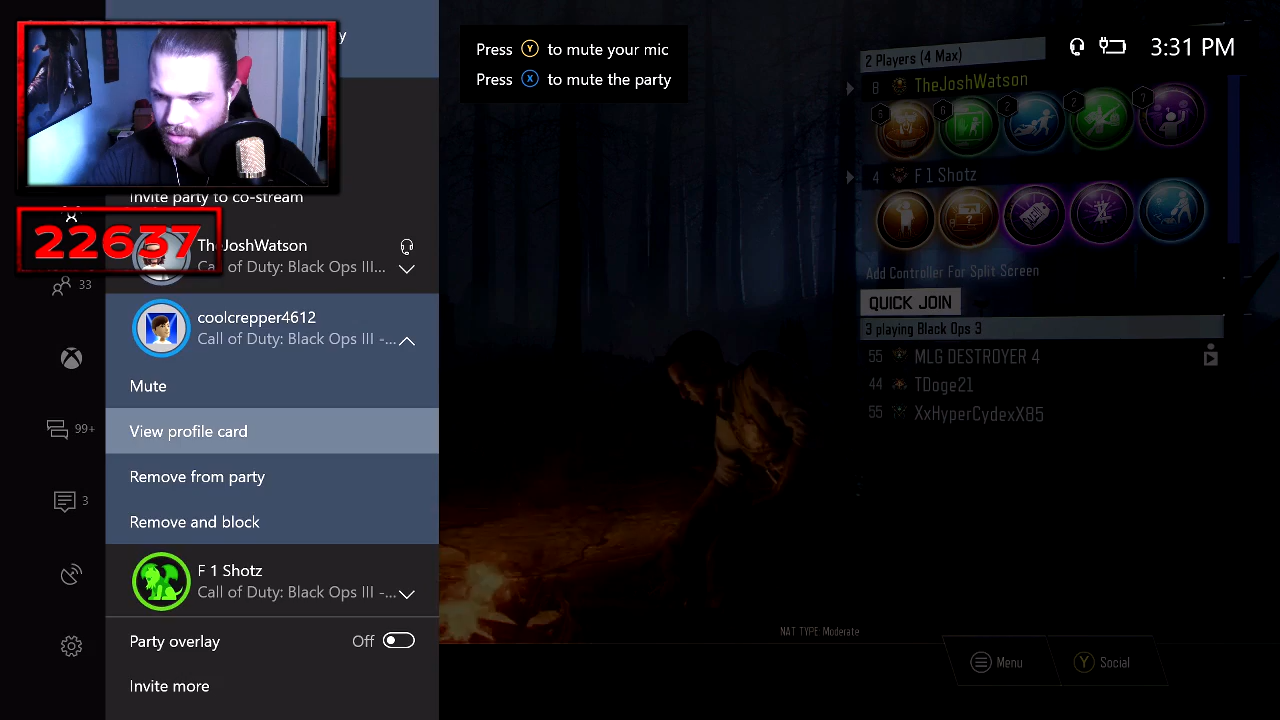 y
Invite party to co-stream
22637
TheJoshWatson
Call of Duty: Black Ops III...
33
coolcrepper4612
Call of Duty: Black Ops III -...
Mute
99+
View profile card
Remove from party
3
Remove and block
F 1 Shotz
Call of Duty: Black Ops III -...
Party overlay
Off
Invite more
Press Y to mute your mic
Press X to mute the party
3:31 PM
2 Players (4 Max)
8 TheJoshWatson
6 6 2 2
4 F 1 Shotz
Add Controller For Split Screen
QUICK JOIN
3 playing Black Ops 3
55 MLG DESTROYER 4
44 TDoge21
55 XxHyperCydexX85
NAT TYPE: Moderate
Menu
Y Social